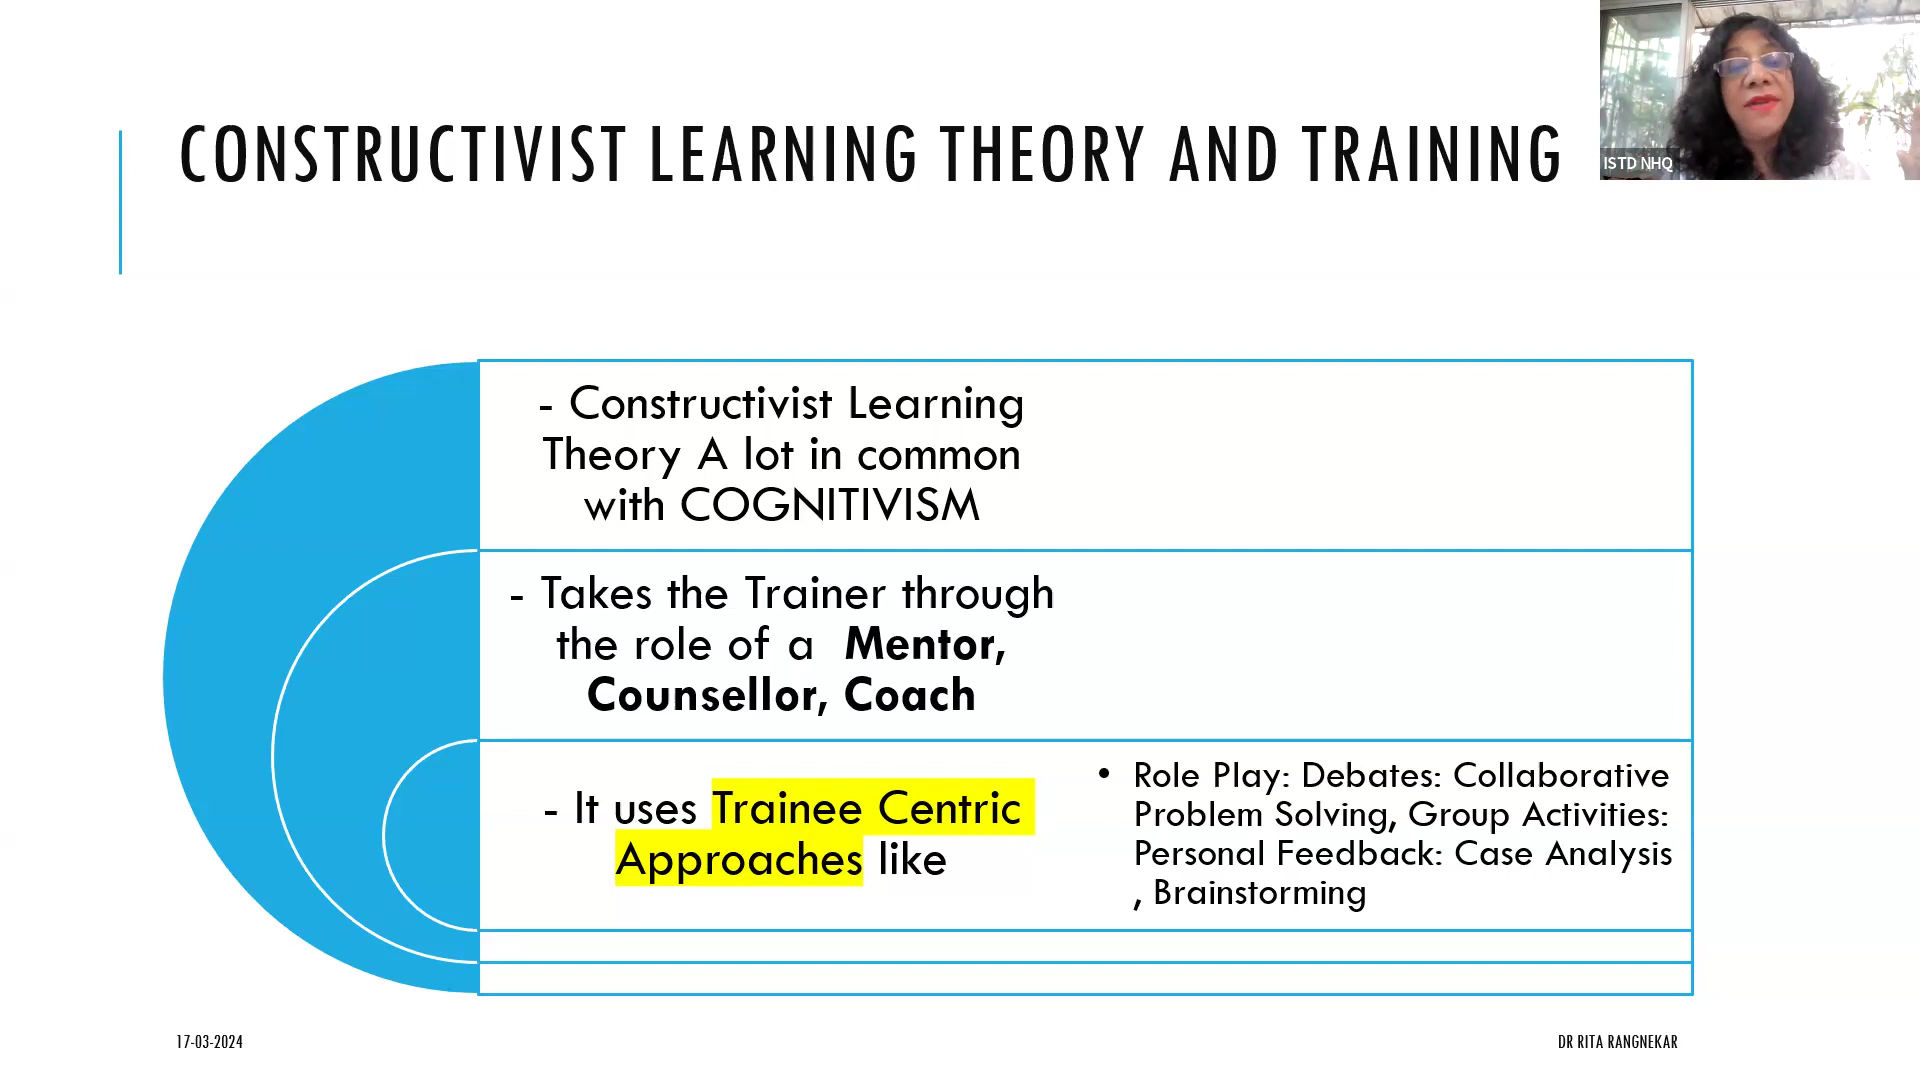 CONSTRUCTIVIST LEARNING THEORY AND TRAINING
ISTD NHQ
- Constructivist Learning
Theory A lot in common
with COGNITIVISM
- Takes the Trainer through
the role of a Mentor,
Counsellor, Coach
- It uses Trainee Centric
Approaches like
• Role Play: Debates: Collaborative
Problem Solving, Group Activities:
Personal Feedback: Case Analysis
, Brainstorming
17-03-2024
DR RITA RANGNEKAR